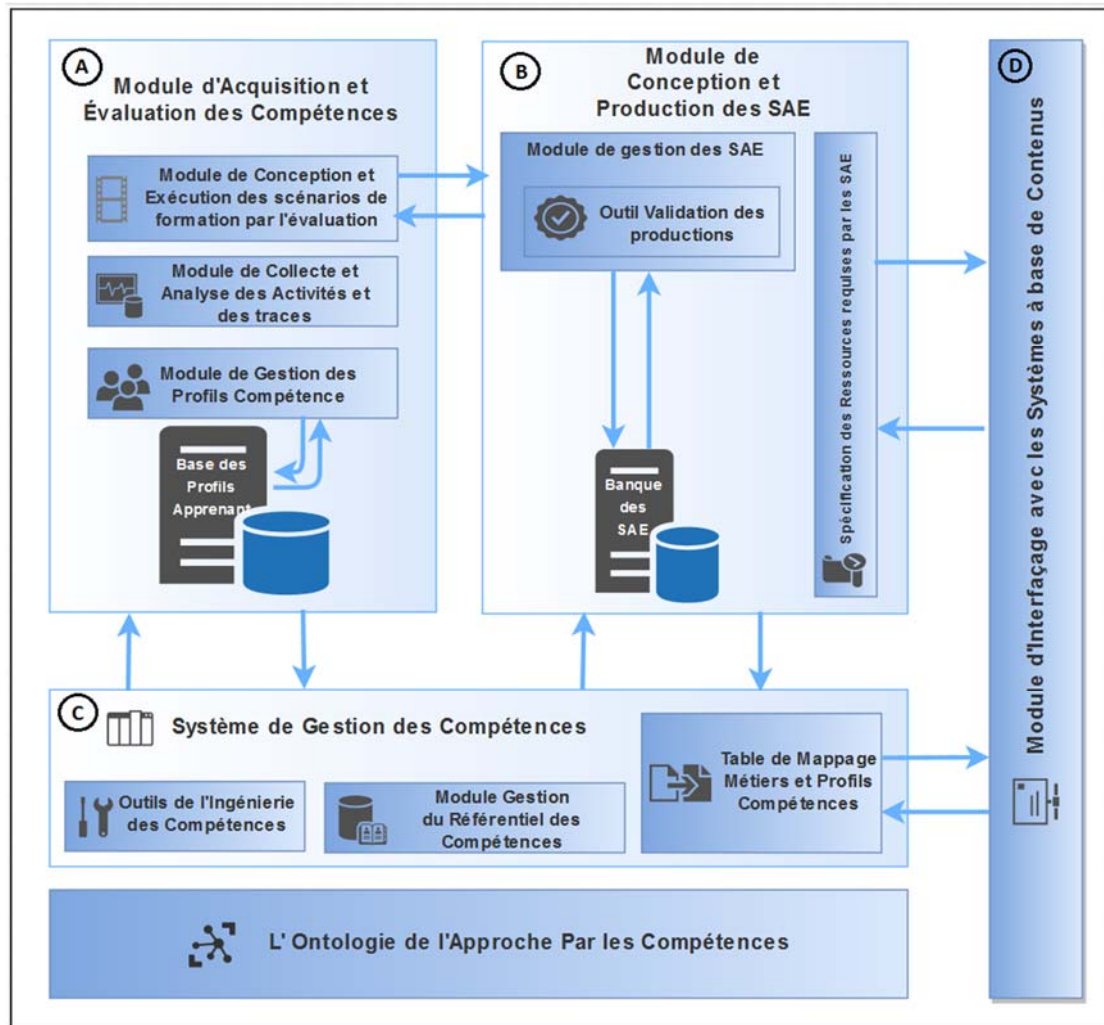 A
Module d'Acquisition et
Évaluation des Compétences
Module de Conception et
Exécution des scénarios de
formation par l'évaluation
Module de Collecte et
Analyse des Activités et
des traces
Module de Gestion des
Profils Compétence
Base des
Profils
Apprenant
B
Module de
Conception et
Production des SAE
Module de gestion des SAE
Outil Validation des
productions
Banque
des
SAE
Spécification des Ressources requises par les SAE
C
Système de Gestion des Compétences
Outils de l'Ingénierie
des Compétences
Module Gestion
du Référentiel des
Compétences
Table de Mappage
Métiers et Profils
Compétences
D
Module d'Interfaçage avec les Systèmes à base de Contenus
L' Ontologie de l'Approche Par les Compétences